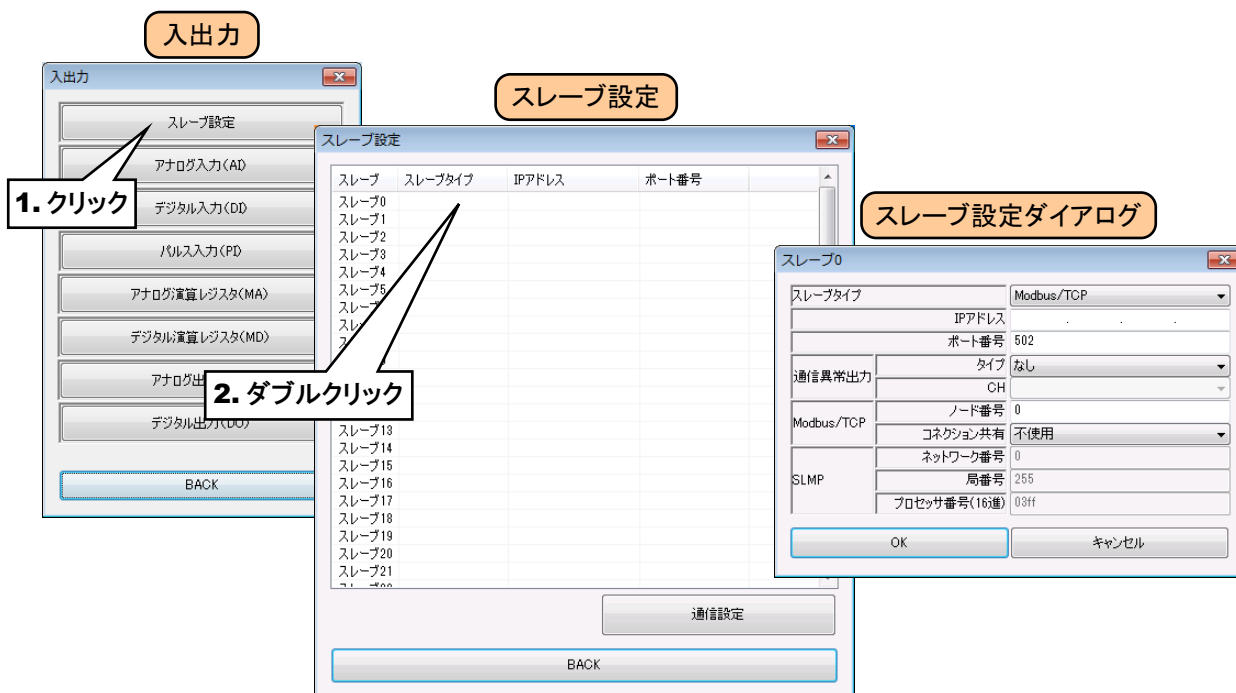 入出力
入出力
スレーブ設定
アナログ入力(AI)
1. クリック
デジタル入力(DI)
パルス入力(PI)
アナログ演算レジスタ(MA)
デジタル演算レジスタ(MD)
アナログ出
デジタル出力(DO)
BACK
スレーブ設定
スレーブ設定
スレーブ スレーブタイプ IPアドレス ポート番号
スレーブ0
スレーブ1
スレーブ2
スレーブ3
スレーブ4
スレーブ5
2. ダブルクリック
スレーブ13
スレーブ14
スレーブ15
スレーブ16
スレーブ17
スレーブ18
スレーブ19
スレーブ20
スレーブ21
通信設定
BACK
スレーブ設定ダイアログ
スレーブ0
スレーブタイプ Modbus/TCP
IPアドレス . . .
ポート番号 502
通信異常出力 タイプ なし
CH
Modbus/TCP ノード番号 0
コネクション共有 不使用
SLMP ネットワーク番号 0
局番号 255
プロセッサ番号(16進) 03ff
OK キャンセル